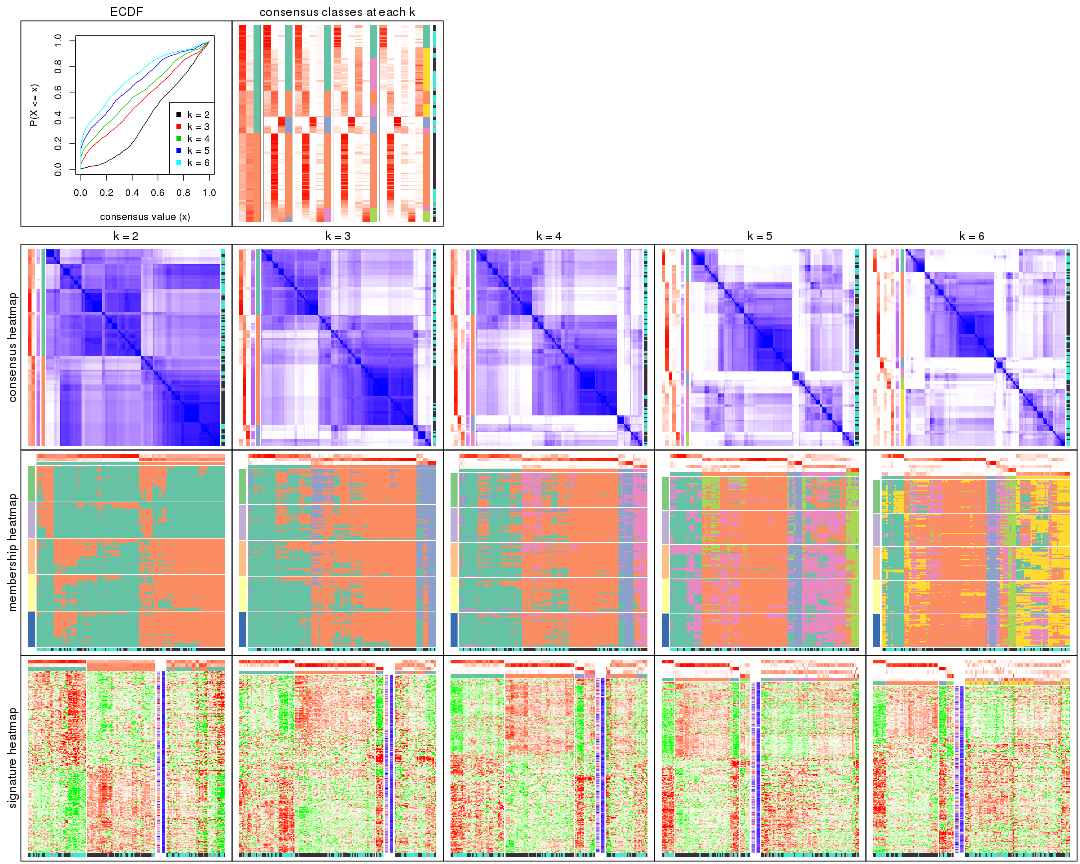 ECDF
consensus classes at each k
P(X <= x)
0.0 0.2 0.4 0.6 0.8 1.0
k = 2
k = 3
k = 4
k = 5
k = 6
0.0 0.2 0.4 0.6 0.8 1.0
consensus value (x)
k = 2
k = 3
k = 4
k = 5
k = 6
consensus heatmap
membership heatmap
signature heatmap